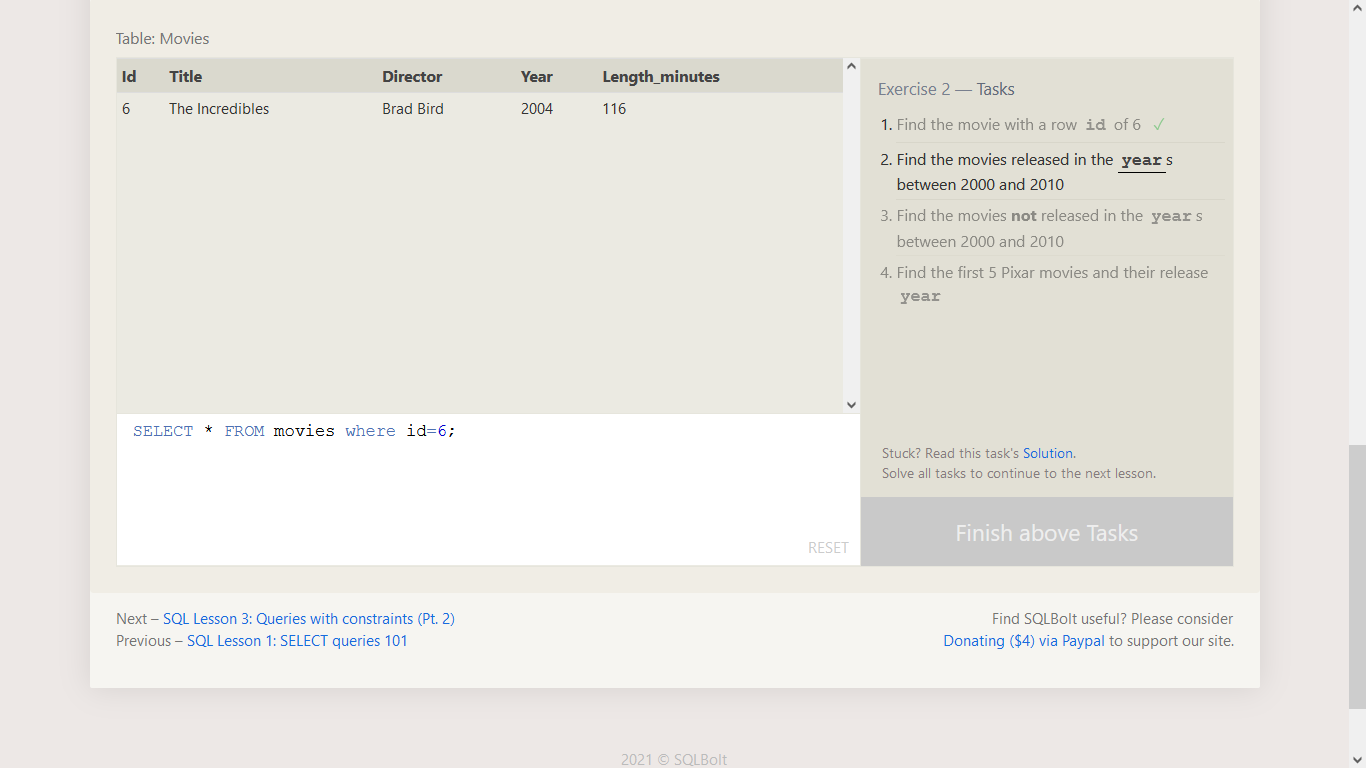 Table: Movies
Id Title Director Year Length_minutes
6 The Incredibles Brad Bird 2004 116
Exercise 2 — Tasks
1. Find the movie with a row id of 6 ✓
2. Find the movies released in the years
between 2000 and 2010
3. Find the movies not released in the years
between 2000 and 2010
4. Find the first 5 Pixar movies and their release
year
SELECT * FROM movies where id=6;
RESET
Stuck? Read this task's Solution.
Solve all tasks to continue to the next lesson.
Finish above Tasks
Next – SQL Lesson 3: Queries with constraints (Pt. 2)
Previous – SQL Lesson 1: SELECT queries 101
Find SQLBolt useful? Please consider
Donating ($4) via Paypal to support our site.
2021 © SQLBolt